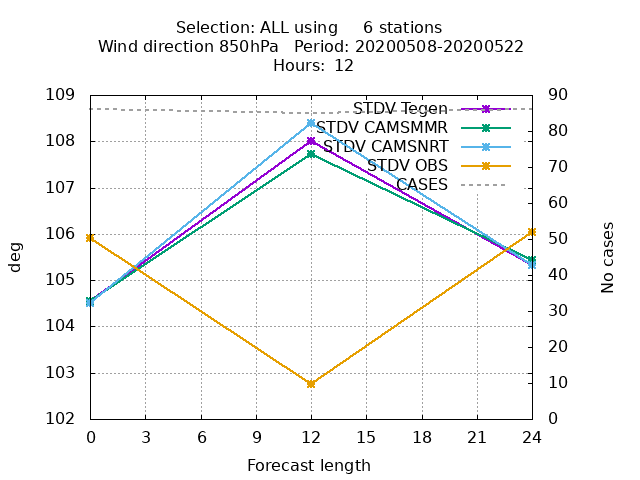 Selection: ALL using     6 stations
Wind direction 850hPa   Period: 20200508-20200522
Hours:  12
109
108
107
106
105
104
103
102
deg
90
80
70
60
50
40
30
20
10
0
No cases
STDV Tegen
STDV CAMSMMR
STDV CAMSNRT
STDV OBS
CASES
0 3 6 9 12 15 18 21 24
Forecast length